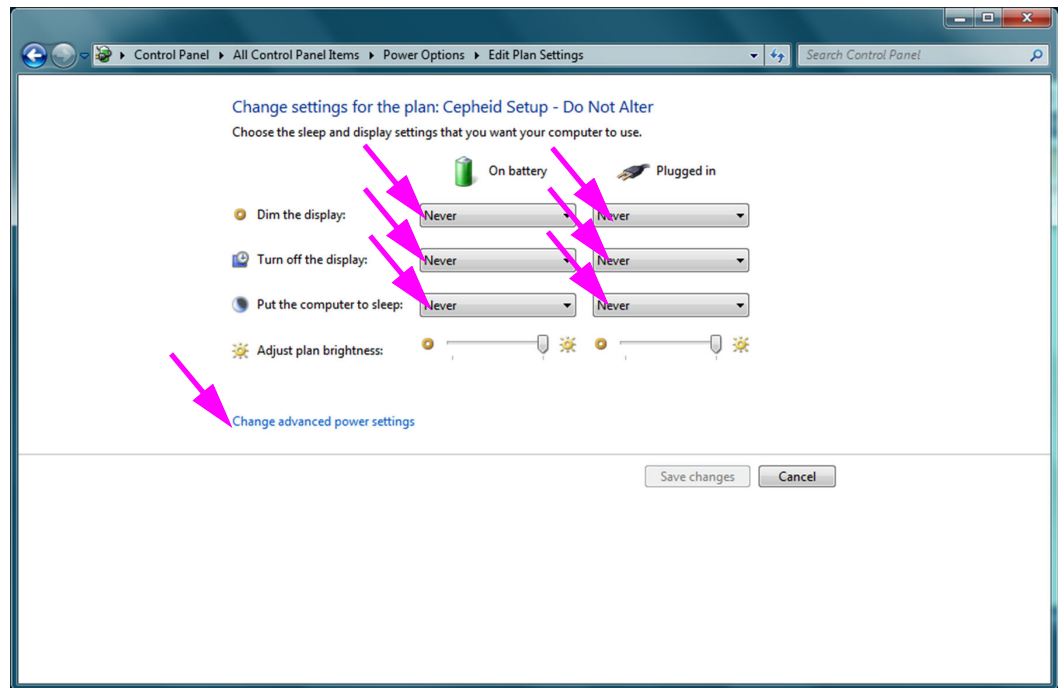 Control Panel All Control Panel Items Power Options Edit Plan Settings Search Control Panel
Change settings for the plan: Cepheid Setup - Do Not Alter
Choose the sleep and display settings that you want your computer to use.
On battery Plugged in
Dim the display: Never Never
Turn off the display: Never Never
Put the computer to sleep: Never Never
Adjust plan brightness:
Change advanced power settings
Save changes Cancel